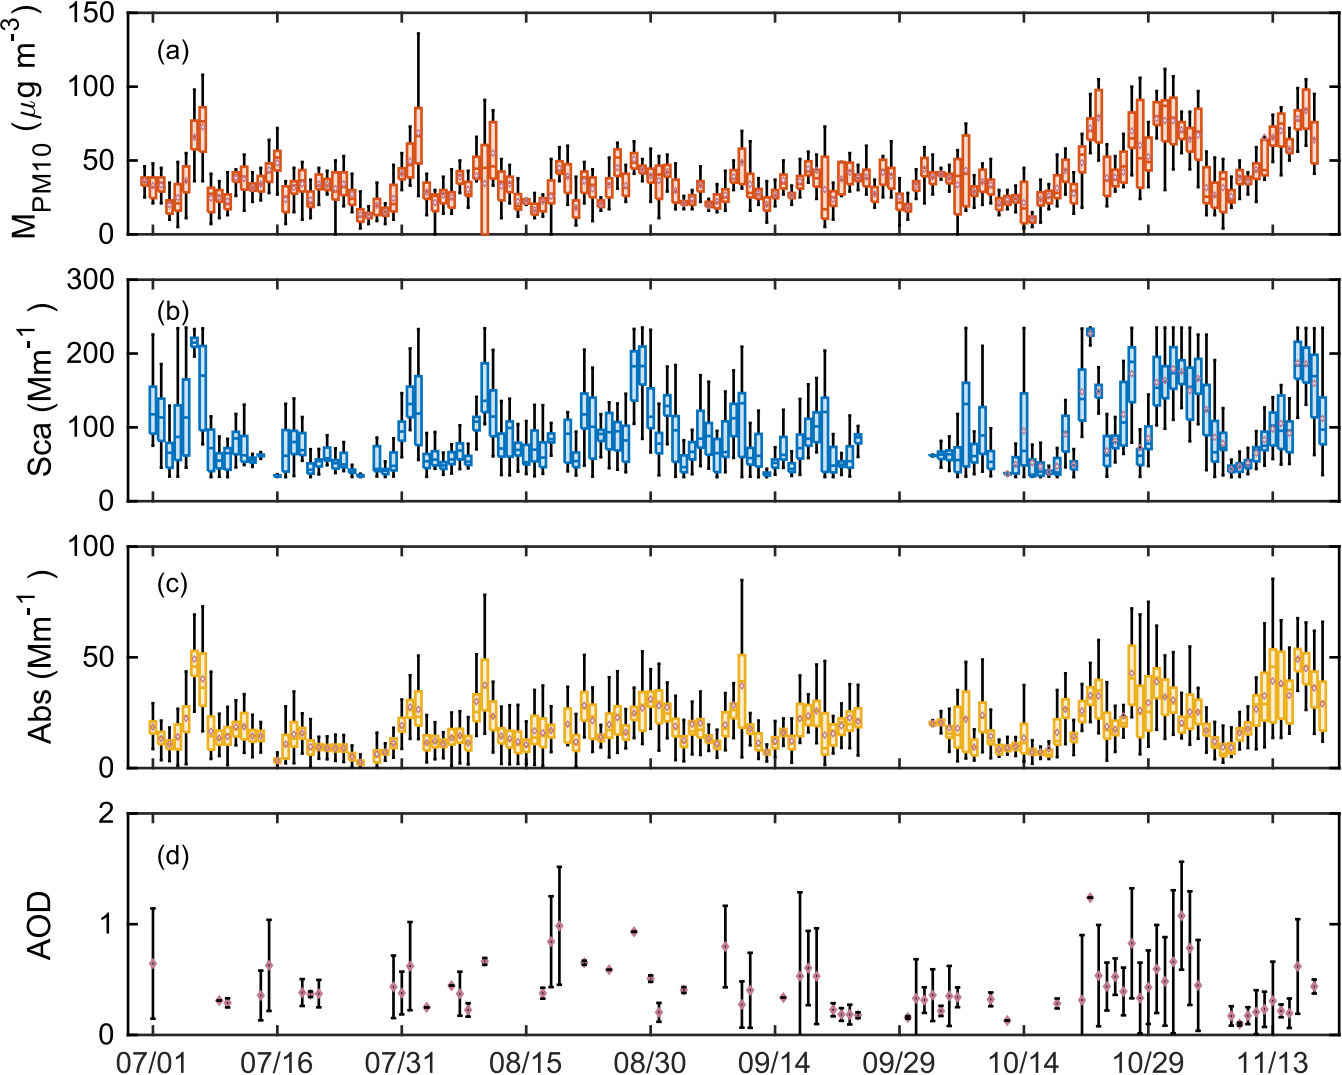 M_PM10 (μg m⁻³)
150
100
50
0
(a)
Sca (Mm⁻¹ )
300
200
100
0
(b)
Abs (Mm⁻¹ )
100
50
0
(c)
AOD
2
1
0
(d)
07/01 07/16 07/31 08/15 08/30 09/14 09/29 10/14 10/29 11/13